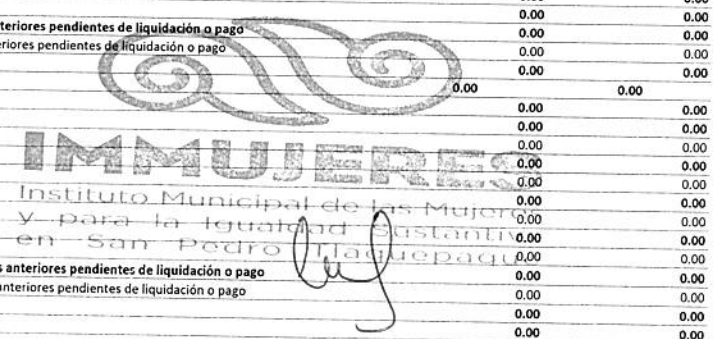 0.00
0.00 0.00
teriores pendientes de liquidación o pago 0.00 0.00
eriores pendientes de liquidación o pago 0.00 0.00
0.00 0.00
0.00 0.00
0.00 0.00
0.00 0.00
0.00 0.00
IMMUJERES 0.00 0.00
0.00 0.00
Instituto Municipal de las Mujeres 0.00 0.00
y para la Igualdad Sustantiv 0.00 0.00
0.00 0.00
en San Pedro Tlaquepaqu 0.00 0.00
s anteriores pendientes de liquidación o pago 0.00 0.00
anteriores pendientes de liquidación o pago 0.00 0.00
0.00 0.00
0.00 0.00